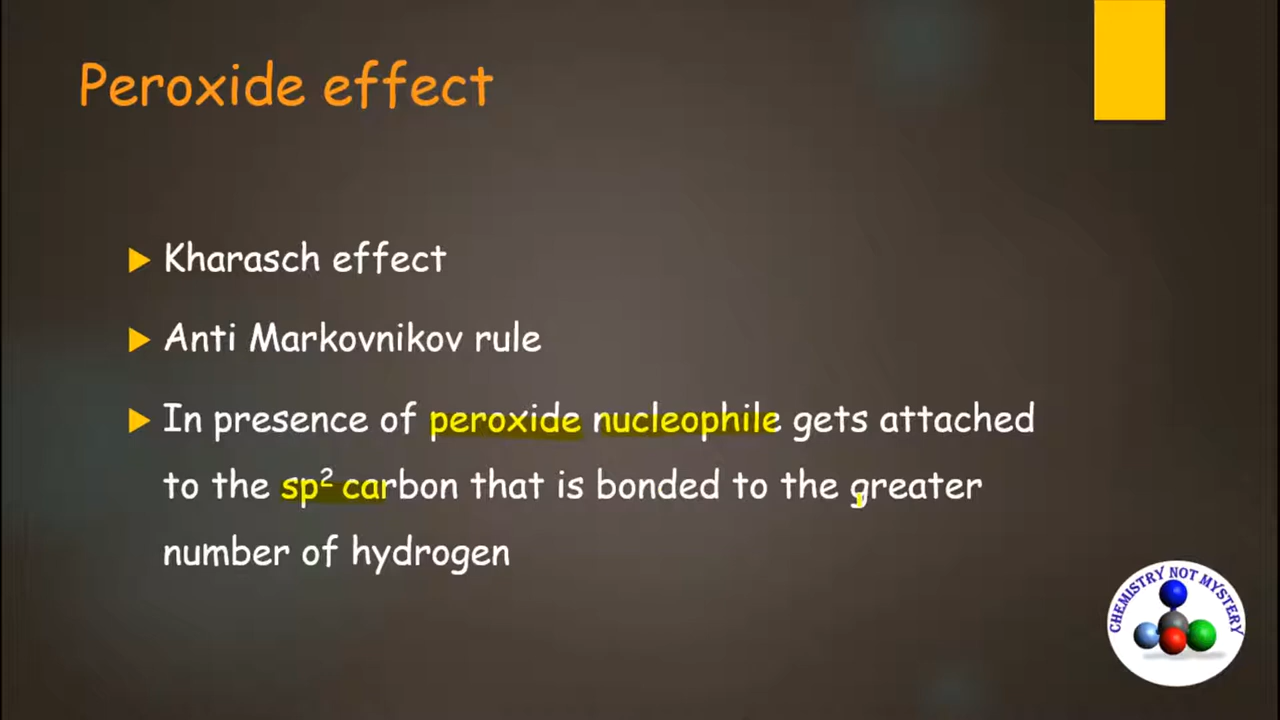 Peroxide effect
Kharasch effect
Anti Markovnikov rule
In presence of peroxide nucleophile gets attached
to the sp² carbon that is bonded to the greater
number of hydrogen
CHEMISTRY NOT MYSTERY